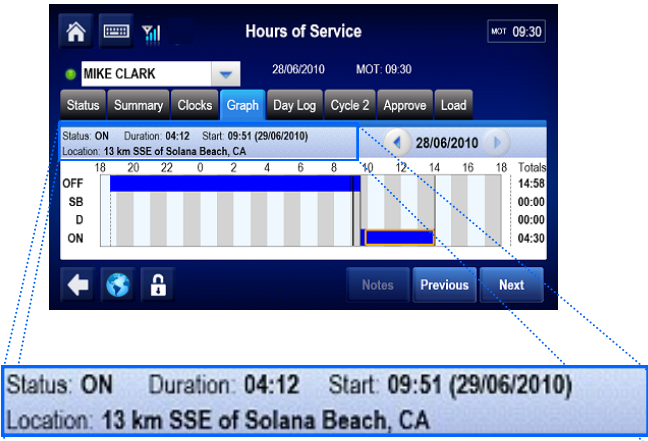 Hours of Service
MOT 09:30
MIKE CLARK
28/06/2010 MOT: 09:30
Status Summary Clocks Graph Day Log Cycle 2 Approve Load
Status: ON Duration: 04:12 Start: 09:51 (29/06/2010)
Location: 13 km SSE of Solana Beach, CA
28/06/2010
18 20 22 0 2 4 6 8 10 12 14 16 18 Totals
OFF 14:58
SB 00:00
D 00:00
ON 04:30
Notes Previous Next
Status: ON Duration: 04:12 Start: 09:51 (29/06/2010)
Location: 13 km SSE of Solana Beach, CA